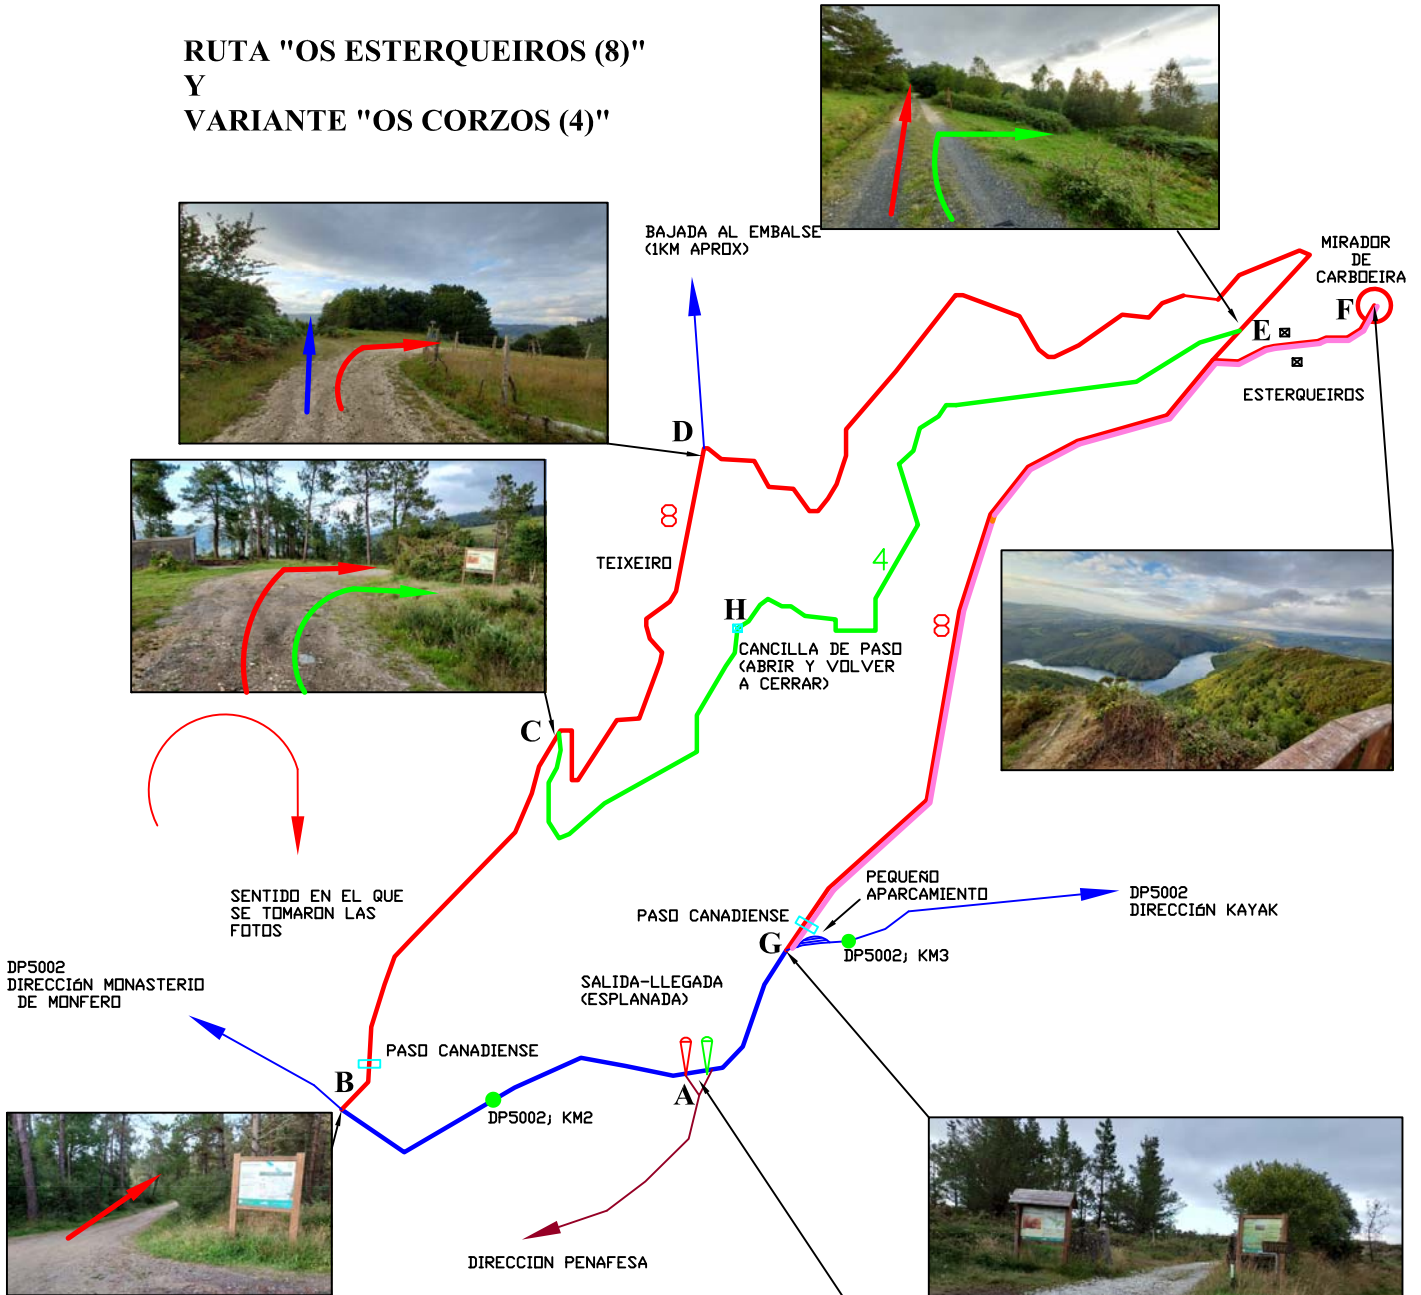 RUTA "OS ESTERQUEIROS (8)"
Y
VARIANTE "OS CORZOS (4)"
BAJADA AL EMBALSE
(1KM APROX)
MIRADOR
DE
CARBOEIRA
F
E
ESTERQUEIROS
D
8
TEIXEIRO
4
H
CANCILLA DE PASO
(ABRIR Y VOLVER
A CERRAR)
8
C
SENTIDO EN EL QUE
SE TOMARON LAS
FOTOS
PEQUEÑO
APARCAMIENTO
PASO CANADIENSE
G
DP5002; KM3
DP5002
DIRECCIóN KAYAK
DP5002
DIRECCIóN MONASTERIO
DE MONFERO
SALIDA-LLEGADA
(ESPLANADA)
PASO CANADIENSE
B
A
DP5002; KM2
DIRECCION PENAFESA